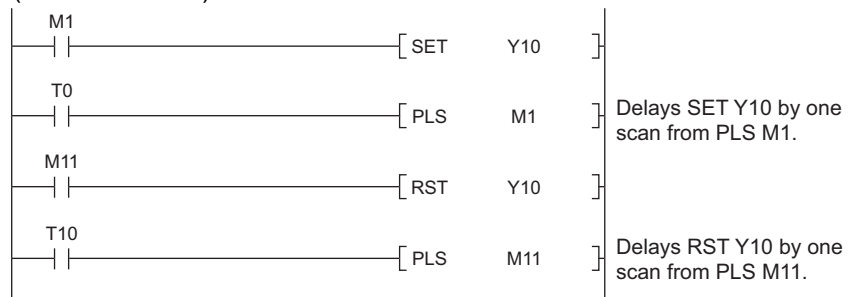 M1
SET Y10
T0
PLS M1
Delays SET Y10 by one
scan from PLS M1.
M11
RST Y10
T10
PLS M11
Delays RST Y10 by one
scan from PLS M11.